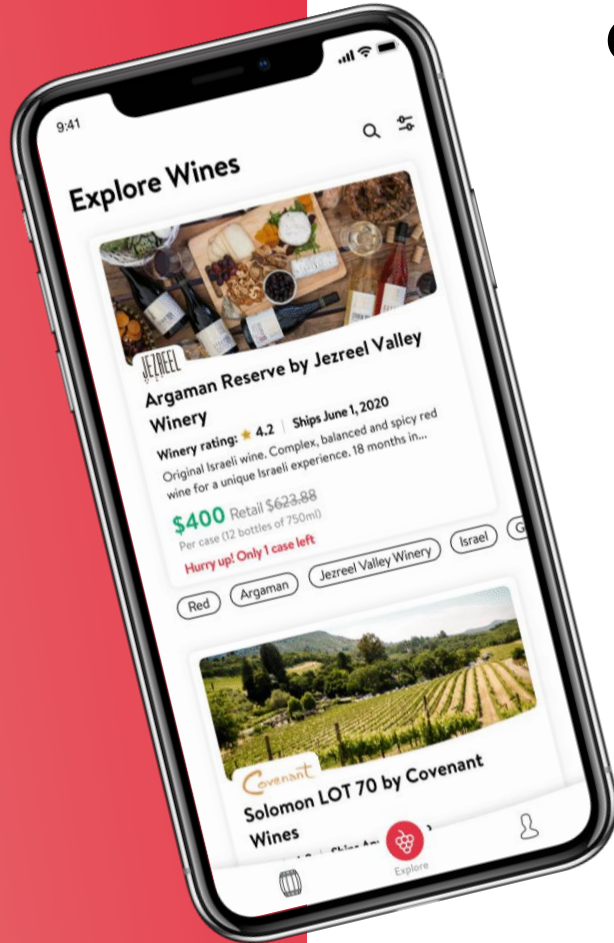 9:41
Explore Wines
JEZREEL
Argaman Reserve by Jezreel Valley
Winery
Winery rating: ★ 4.2 | Ships June 1, 2020
Original Israeli wine. Complex, balanced and spicy red
wine for a unique Israeli experience. 18 months in...
$400 Retail $623.88
Per case (12 bottles of 750ml)
Hurry up! Only 1 case left
Red Argaman Jezreel Valley Winery Israel G
Covenant
Solomon LOT 70 by Covenant
Wines
Ships
Explore